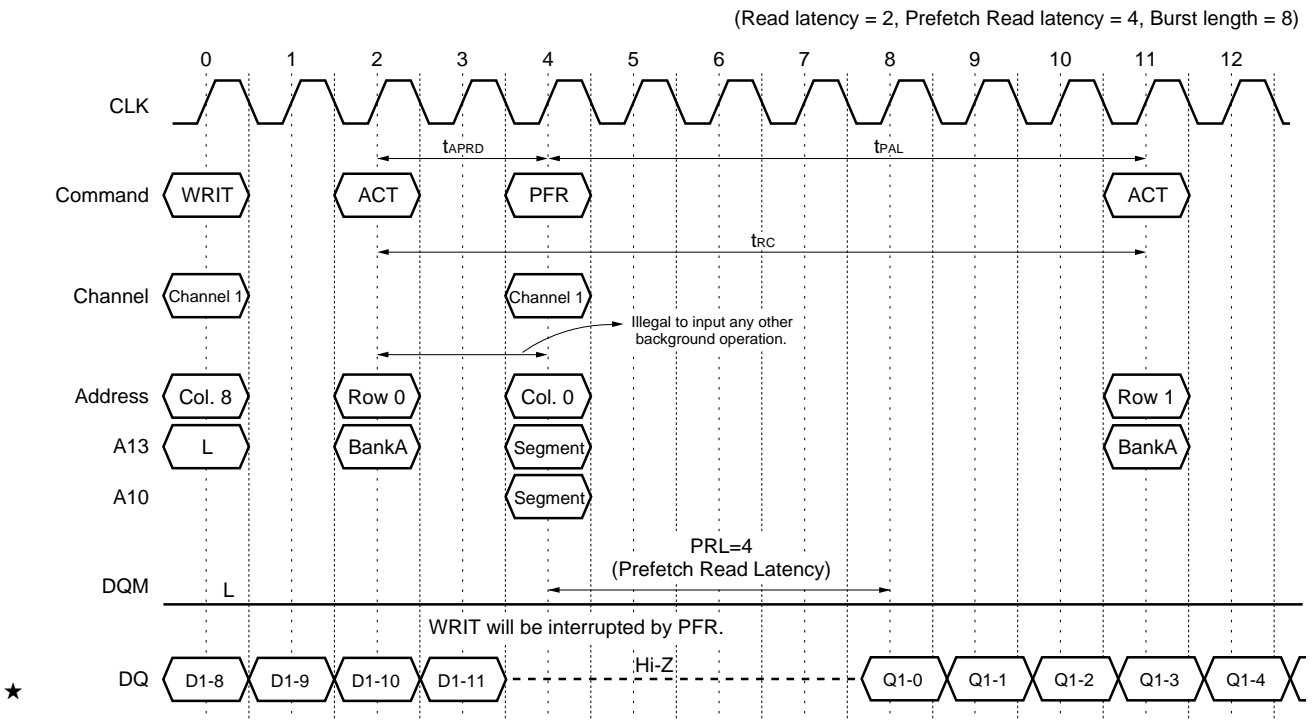 (Read latency = 2, Prefetch Read latency = 4, Burst length = 8)
0 1 2 3 4 5 6 7 8 9 10 11 12
CLK
tAPRD tPAL
Command WRIT ACT PFR ACT
tRC
Channel Channel 1 Channel 1
Illegal to input any other
background operation.
Address Col. 8 Row 0 Col. 0 Row 1
A13 L BankA Segment BankA
A10 Segment
PRL=4
(Prefetch Read Latency)
DQM L
WRIT will be interrupted by PFR.
Hi-Z
★ DQ D1-8 D1-9 D1-10 D1-11 Q1-0 Q1-1 Q1-2 Q1-3 Q1-4